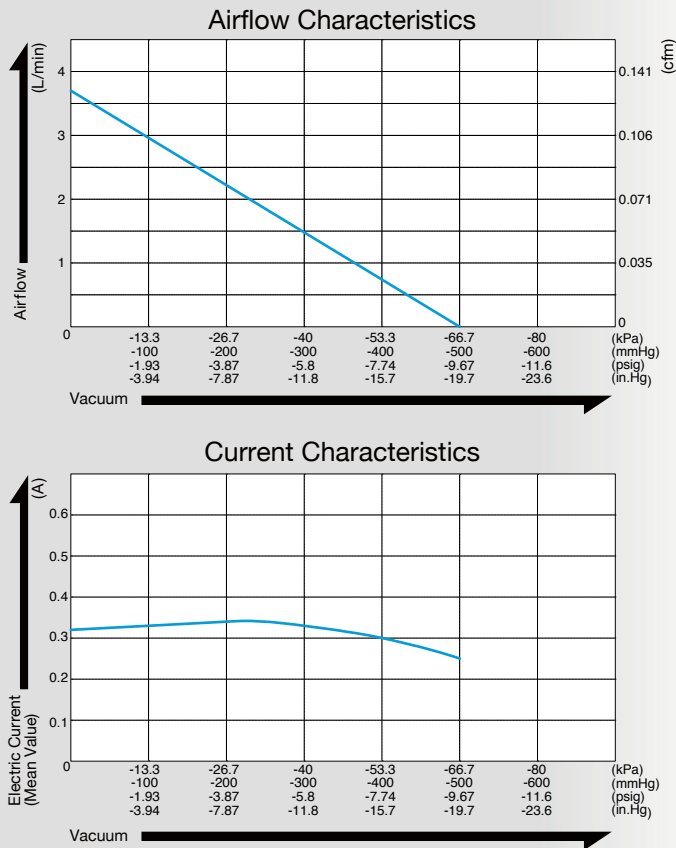 Airflow Characteristics
(L/min)
(cfm)
4
0.141
3
0.106
2
0.071
1
0.035
Airflow
0
0
-13.3 -26.7 -40 -53.3 -66.7 -80 (kPa)
-100 -200 -300 -400 -500 -600 (mmHg)
-1.93 -3.87 -5.8 -7.74 -9.67 -11.6 (psig)
-3.94 -7.87 -11.8 -15.7 -19.7 -23.6 (in.Hg)
Vacuum
Current Characteristics
(A)
0.6
0.5
0.4
0.3
0.2
0.1
Electric Current
(Mean Value)
0
-13.3 -26.7 -40 -53.3 -66.7 -80 (kPa)
-100 -200 -300 -400 -500 -600 (mmHg)
-1.93 -3.87 -5.8 -7.74 -9.67 -11.6 (psig)
-3.94 -7.87 -11.8 -15.7 -19.7 -23.6 (in.Hg)
Vacuum